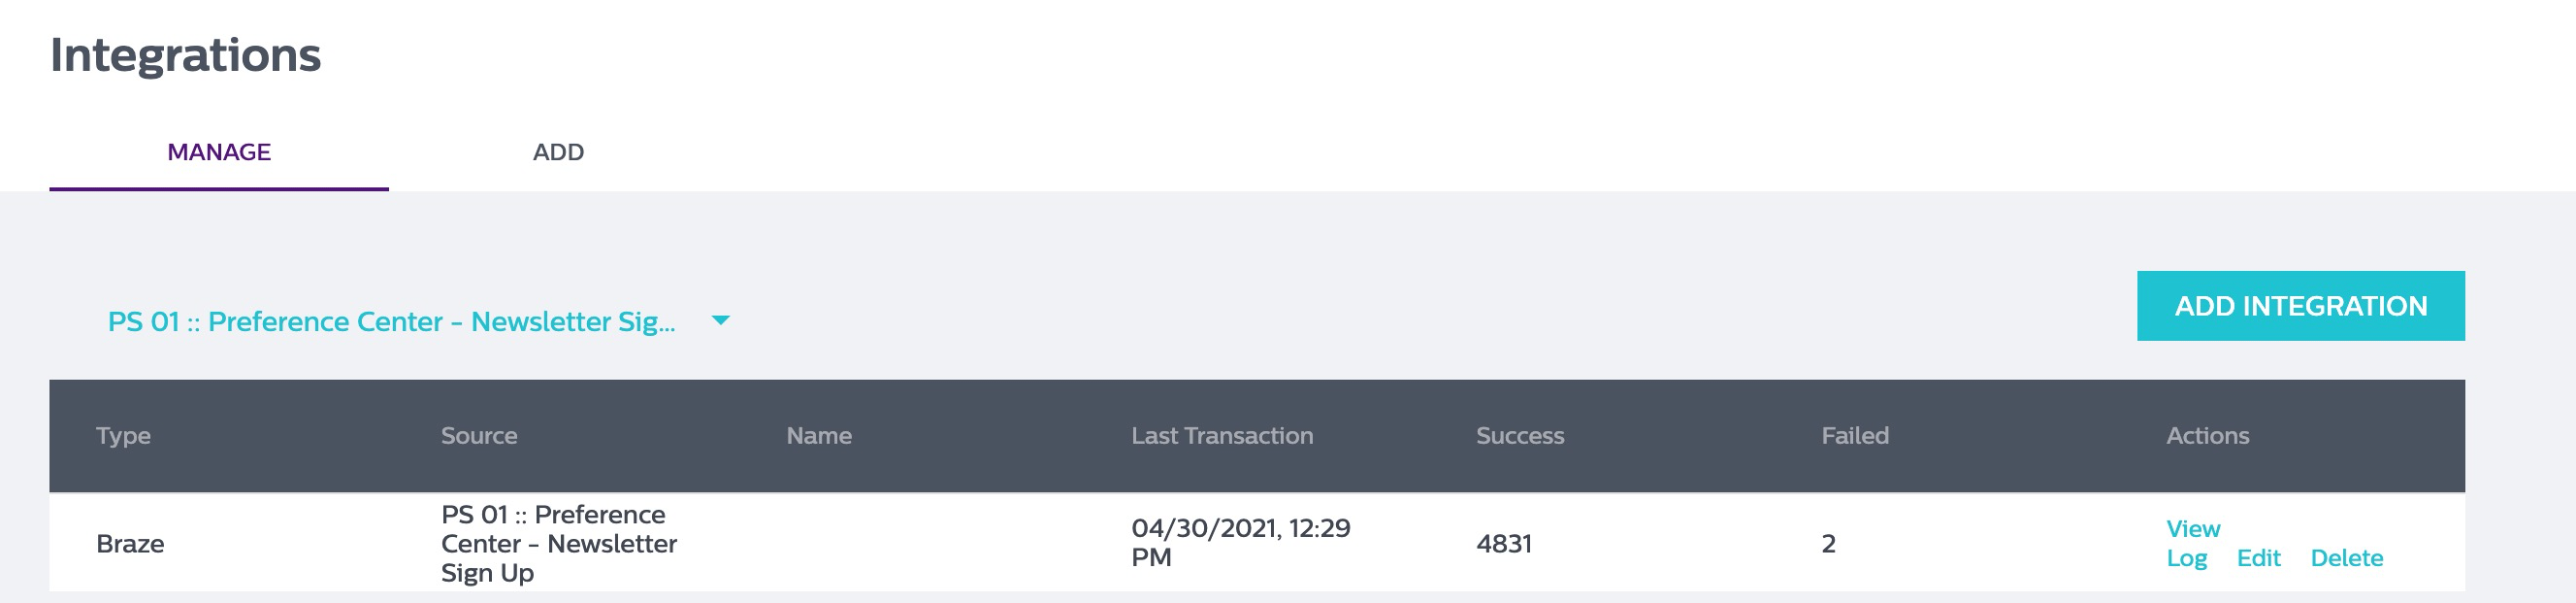 Integrations
MANAGE
ADD
PS 01 :: Preference Center - Newsletter Sig...
ADD INTEGRATION
Type
Source
Name
Last Transaction
Success
Failed
Actions
Braze
PS 01 :: Preference
Center - Newsletter
Sign Up
04/30/2021, 12:29
PM
4831
2
View
Log
Edit
Delete